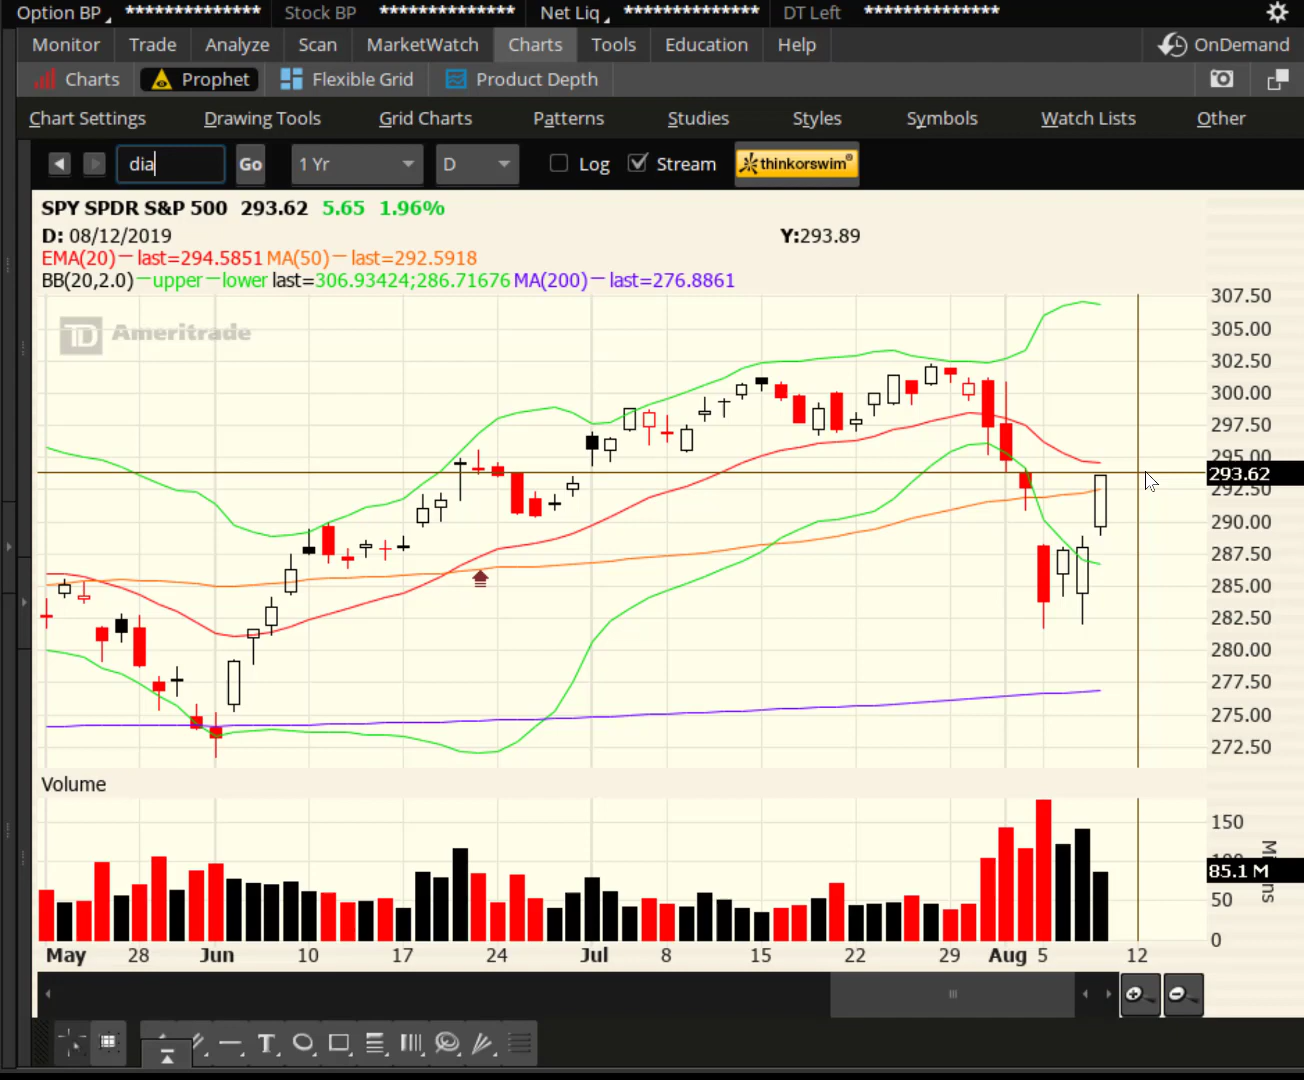 Option BP ************** Stock BP ************** Net Liq ************** DT Left **************
Monitor Trade Analyze Scan MarketWatch Charts Tools Education Help OnDemand
Charts Prophet Flexible Grid Product Depth
Chart Settings Drawing Tools Grid Charts Patterns Studies Styles Symbols Watch Lists Other
dia Go 1 Yr D Log Stream thinkorswim®
SPY SPDR S&P 500 293.62 5.65 1.96%
D: 08/12/2019 Y:293.89
EMA(20)—last=294.5851 MA(50)—last=292.5918
BB(20,2.0)—upper—lower last=306.93424;286.71676 MA(200)—last=276.8861
TD Ameritrade
307.50
305.00
302.50
300.00
297.50
295.00
293.62
292.50
290.00
287.50
285.00
282.50
280.00
277.50
275.00
272.50
Volume
150
85.1 M
50
0
May 28 Jun 10 17 24 Jul 8 15 22 29 Aug 5 12
T